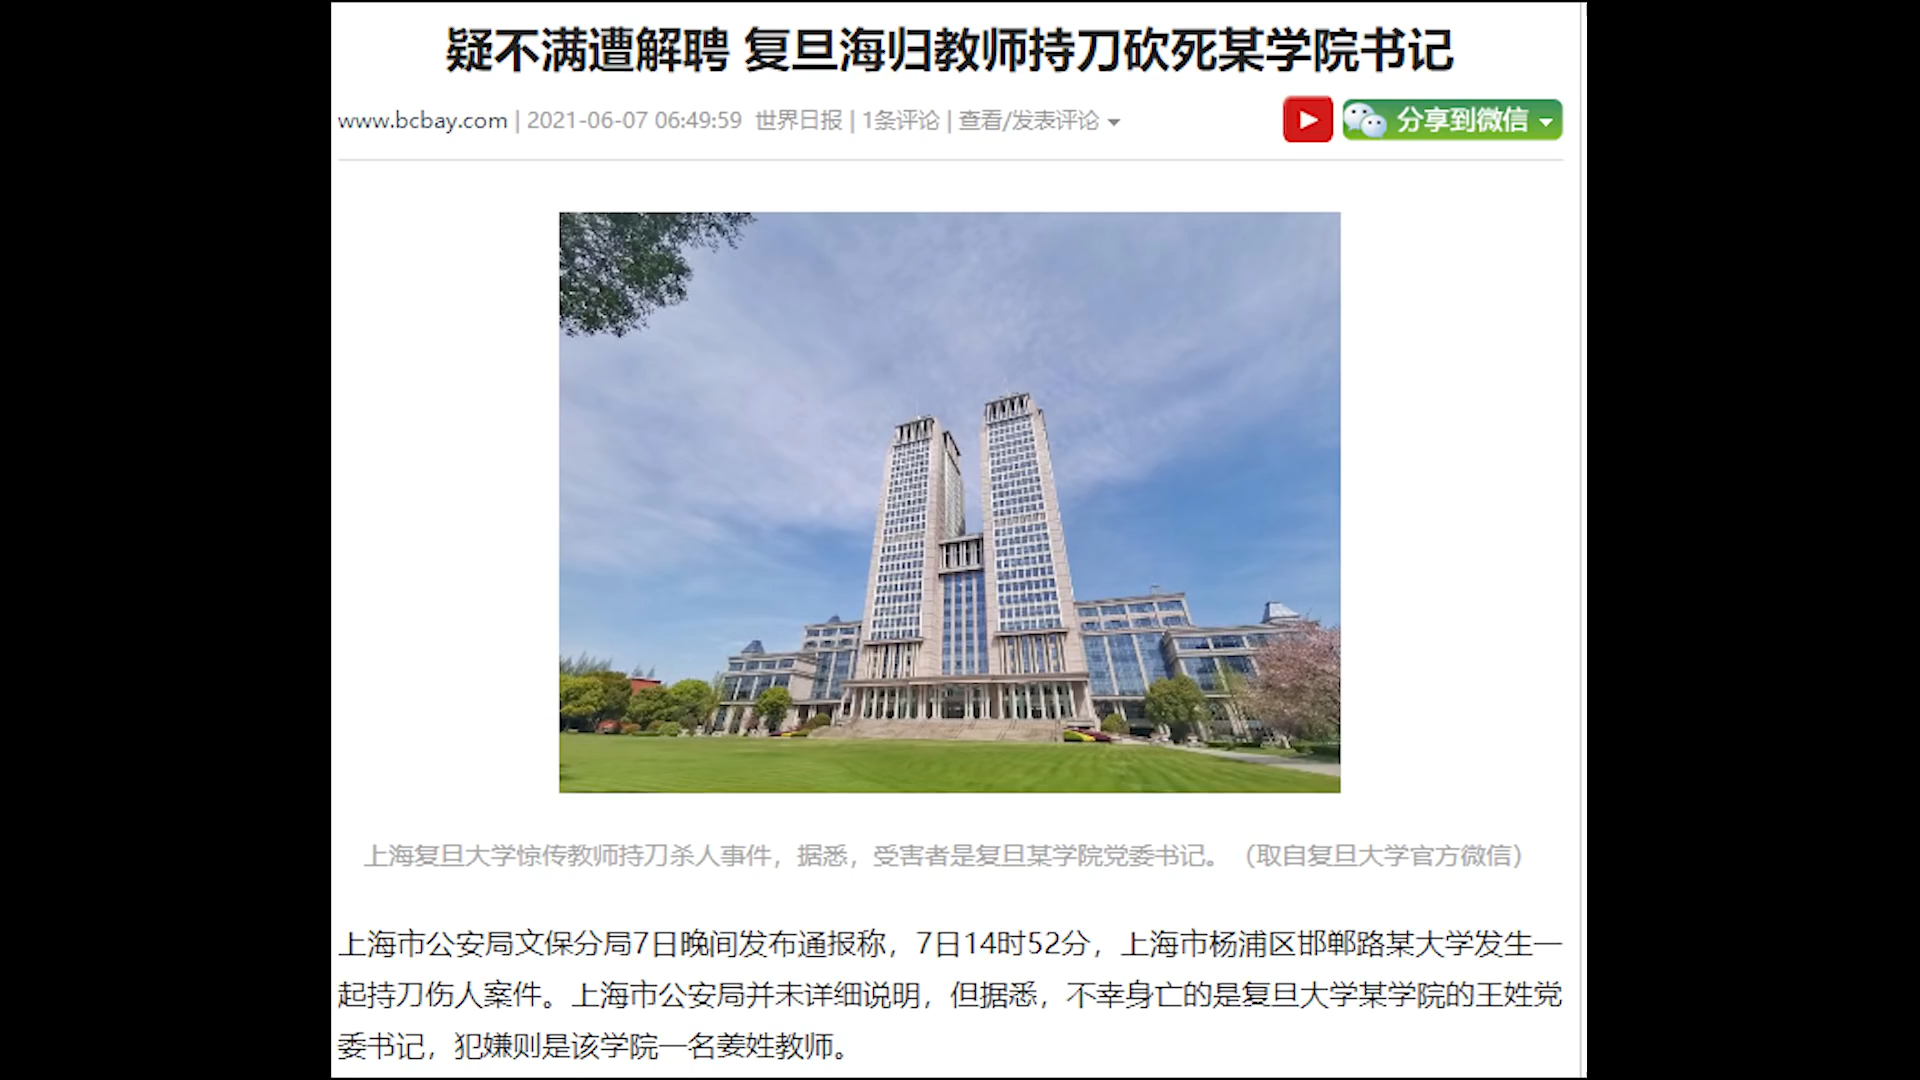 疑不满遭解聘 复旦海归教师持刀砍死某学院书记
www.bcbay.com | 2021-06-07 06:49:59 世界日报 | 1条评论 | 查看/发表评论
分享到微信
上海复旦大学惊传教师持刀杀人事件，据悉，受害者是复旦某学院党委书记。（取自复旦大学官方微信）
上海市公安局文保分局7日晚间发布通报称，7日14时52分，上海市杨浦区邯郸路某大学发生一
起持刀伤人案件。上海市公安局并未详细说明，但据悉，不幸身亡的是复旦大学某学院的王姓党
委书记，犯嫌则是该学院一名姜姓教师。